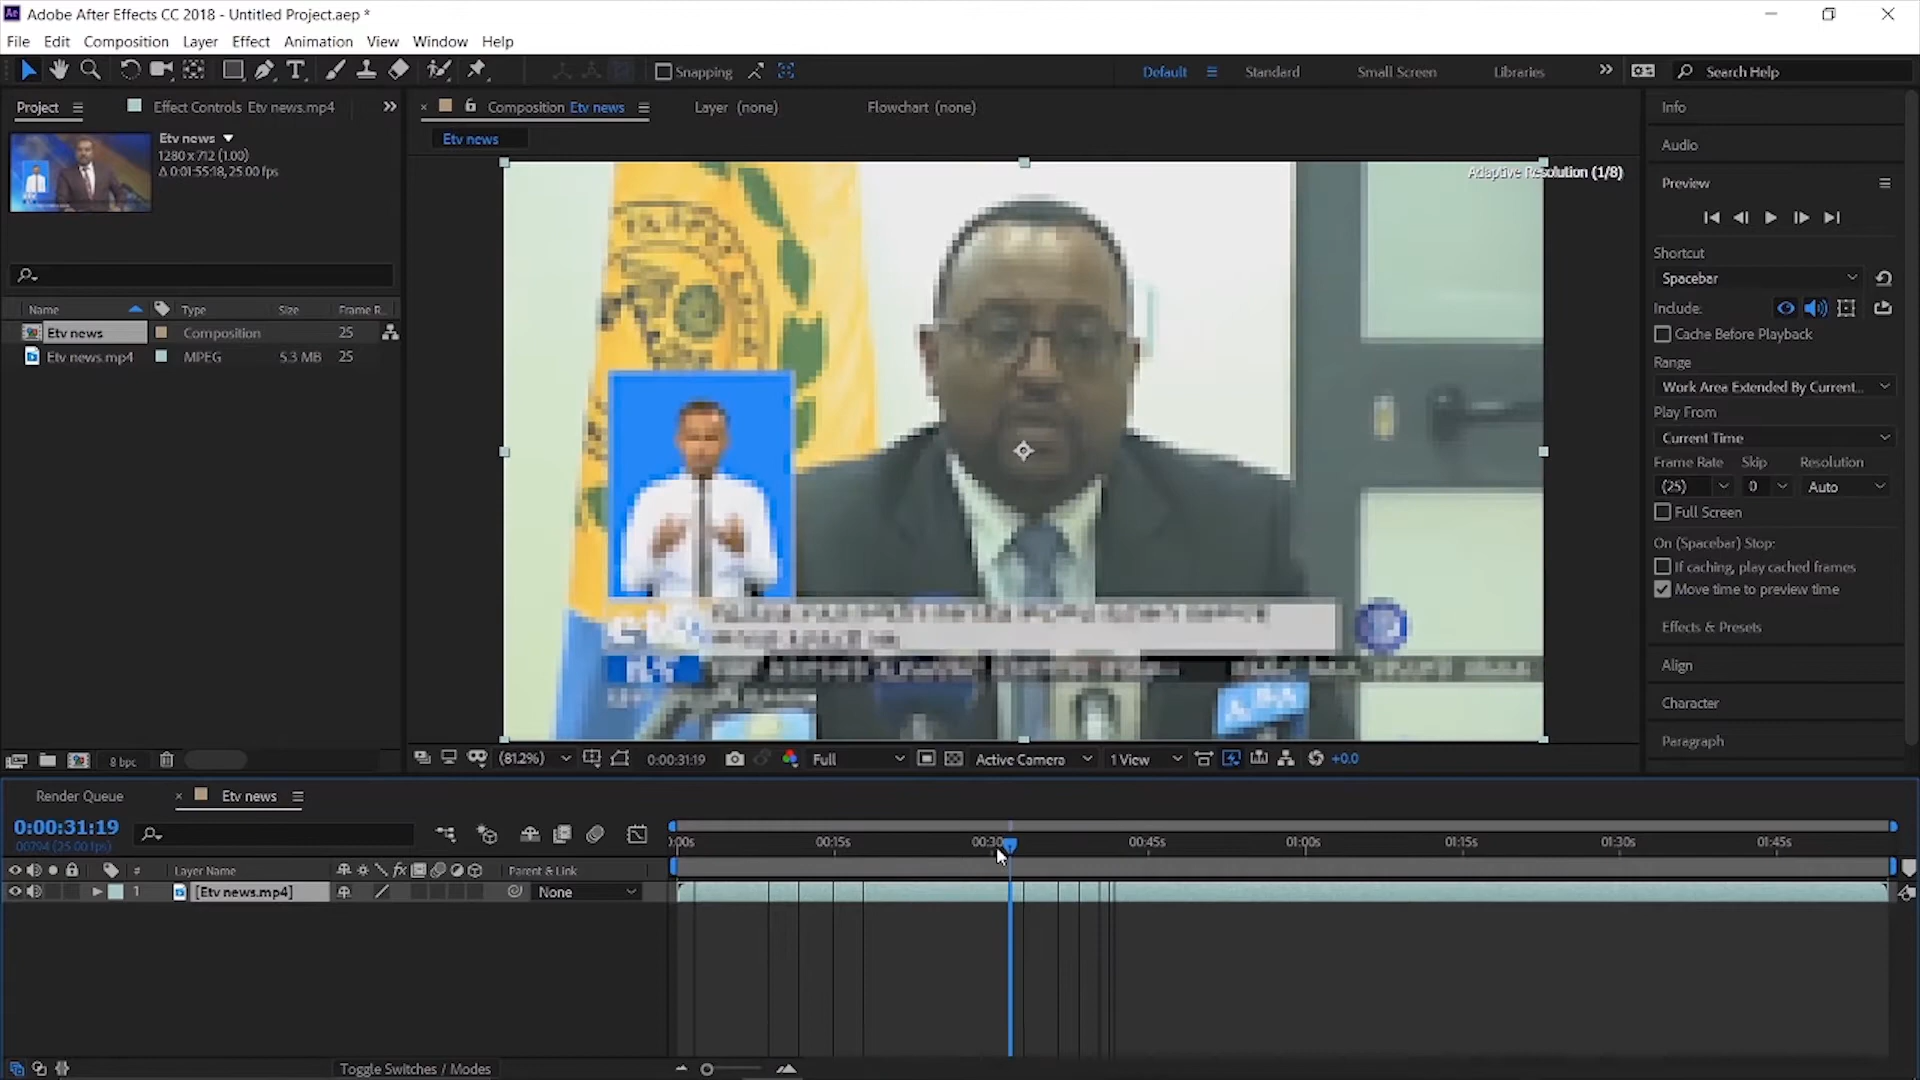 Adobe After Effects CC 2018 - Untitled Project.aep *
File Edit Composition Layer Effect Animation View Window Help
Snapping Default Standard Small Screen Libraries Search Help
Project Effect Controls Etv news.mp4 Composition Etv news Layer (none) Flowchart (none) Info
Etv news
Etv news
1280 x 712 (1.00)
Δ 0:01:55:18, 25.00 fps
Adaptive Resolution (1/8)
Name Type Size Frame R...
Etv news Composition 25
Etv news.mp4 MPEG 5.3 MB 25
8 bpc
(81.2%) 0:00:31:19 Full Active Camera 1 View +0.0
Audio
Preview
Shortcut
Spacebar
Include:
Cache Before Playback
Range
Work Area Extended By Current...
Play From
Current Time
Frame Rate Skip Resolution
(25) 0 Auto
Full Screen
On (Spacebar) Stop:
If caching, play cached frames
Move time to preview time
Effects & Presets
Align
Character
Paragraph
Render Queue Etv news
0:00:31:19
00794 (25.00 fps)
:00s 00:15s 00:30s 00:45s 01:00s 01:15s 01:30s 01:45s
# Layer Name fx Parent & Link
1 [Etv news.mp4] None
Toggle Switches / Modes